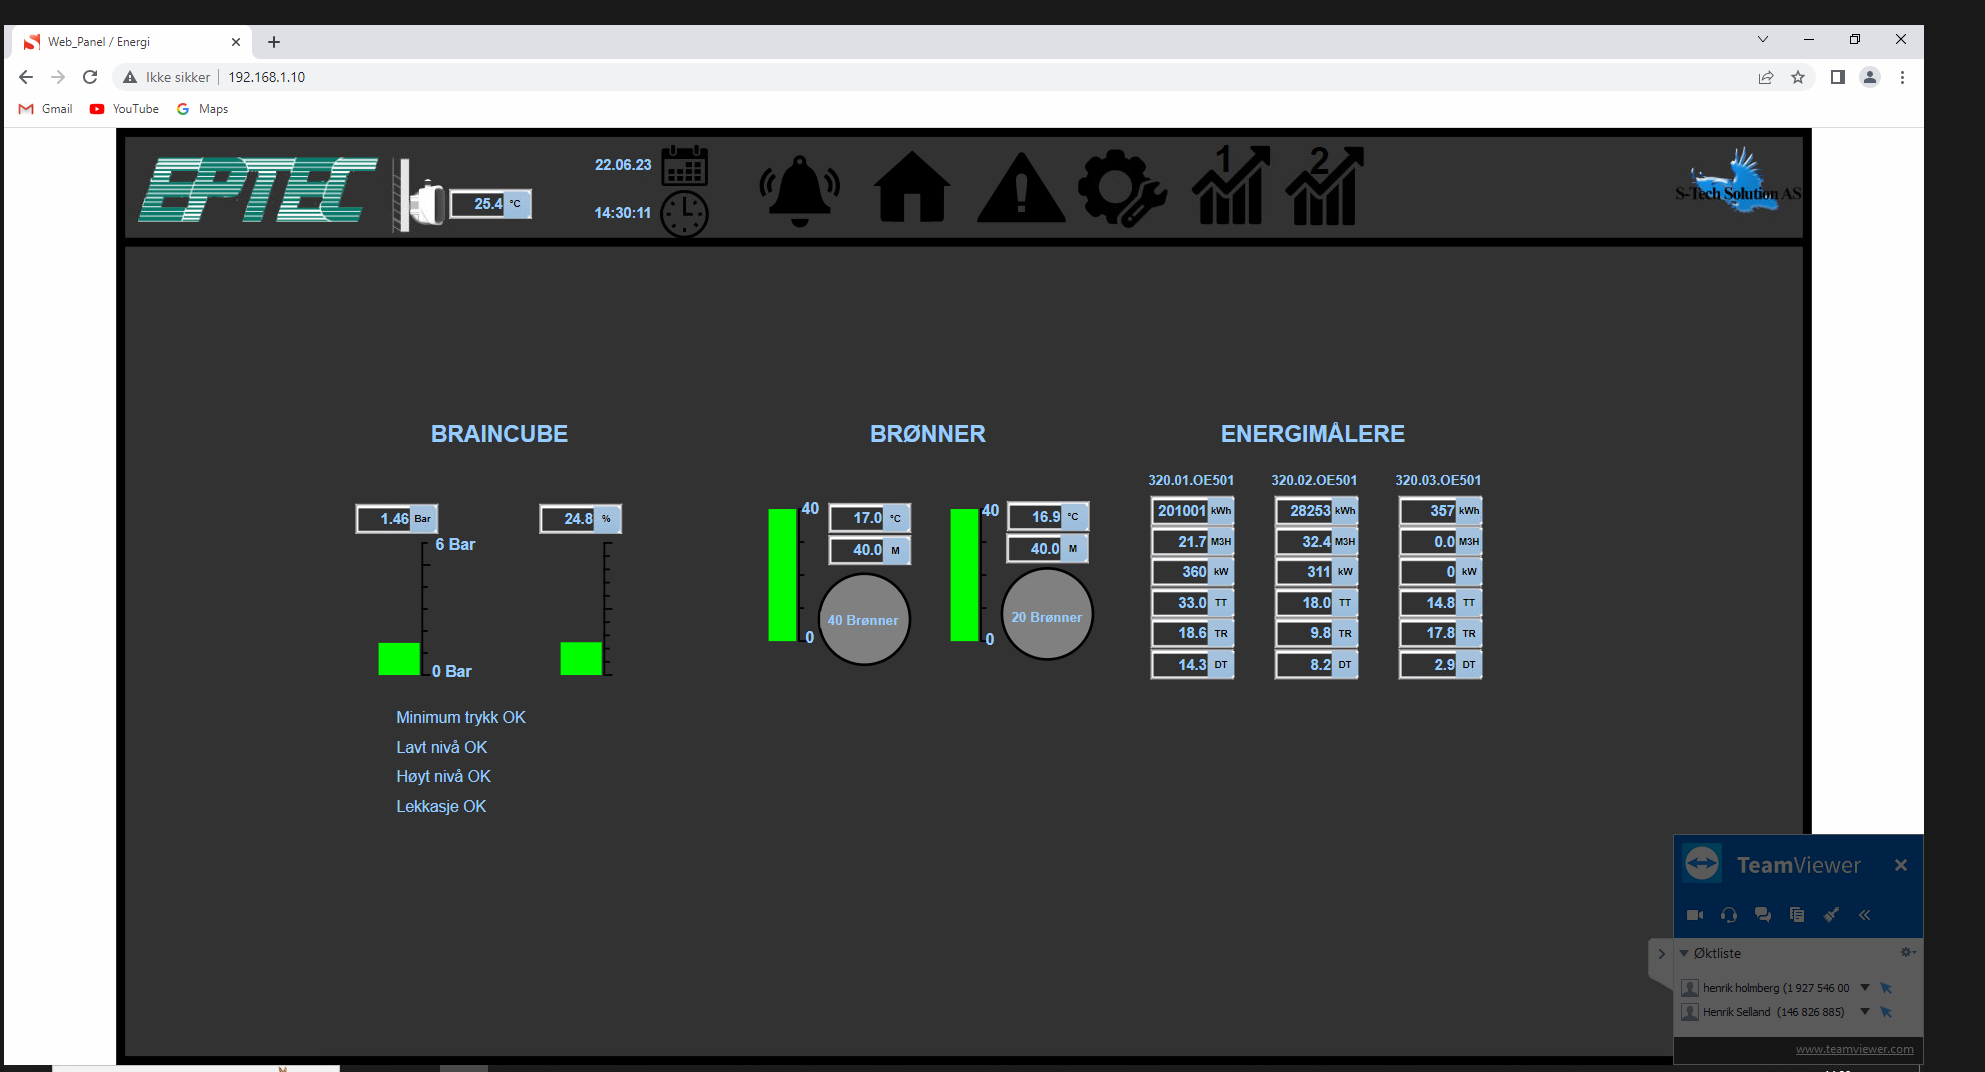 Web_Panel / Energi
Ikke sikker 192.168.1.10
Gmail YouTube Maps
EPTEC
25.4 °C
22.06.23
14:30:11
1
2
S-Tech Solution AS
BRAINCUBE
1.46 Bar
24.8 %
6 Bar
0 Bar
Minimum trykk OK
Lavt nivå OK
Høyt nivå OK
Lekkasje OK
BRØNNER
40
17.0 °C
40.0 M
40 Brønner
0
40
16.9 °C
40.0 M
20 Brønner
0
ENERGIMÅLERE
320.01.OE501 320.02.OE501 320.03.OE501
201001 kWh 28253 kWh 357 kWh
21.7 M3H 32.4 M3H 0.0 M3H
360 kW 311 kW 0 kW
33.0 TT 18.0 TT 14.8 TT
18.6 TR 9.8 TR 17.8 TR
14.3 DT 8.2 DT 2.9 DT
TeamViewer
Øktliste
henrik holmberg (1 927 546 00
Henrik Selland (146 826 885)
www.teamviewer.com